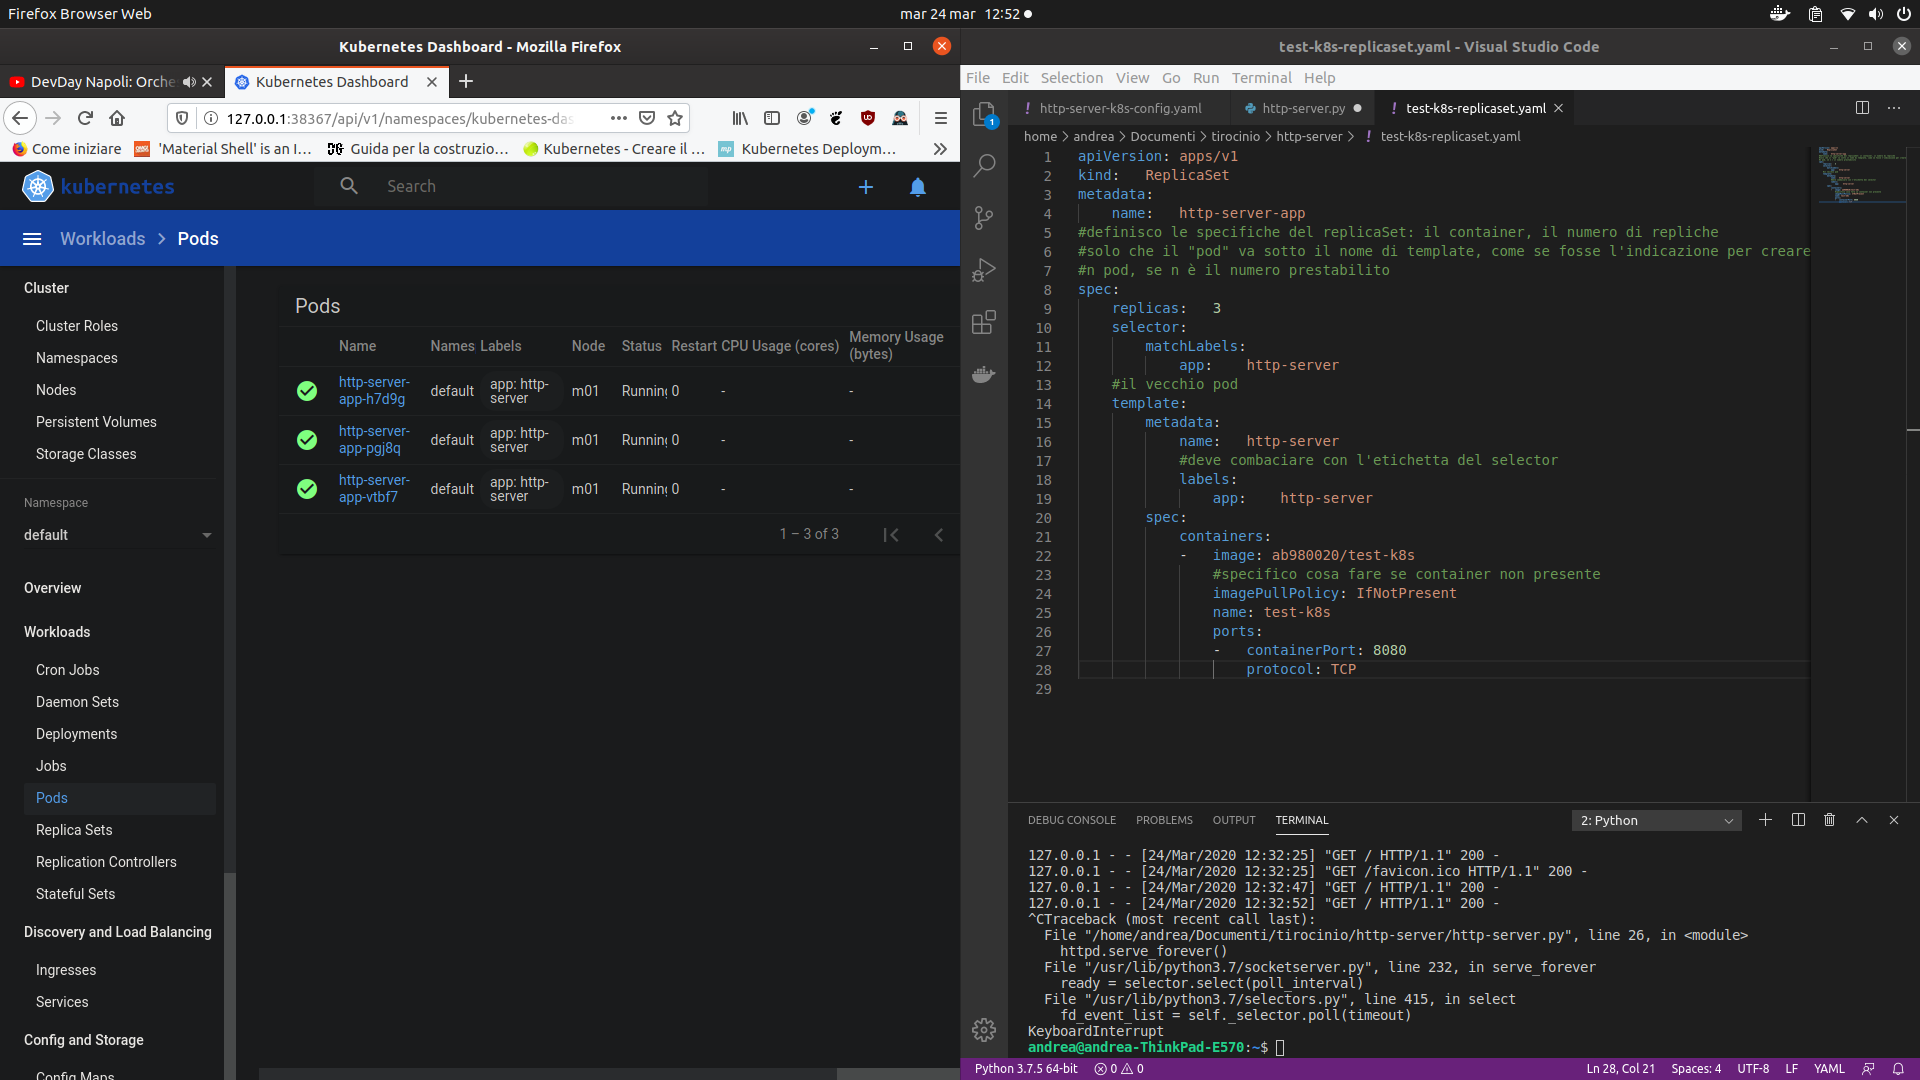 Firefox Browser Web
mar 24 mar 12:52
Kubernetes Dashboard - Mozilla Firefox
DevDay Napoli: Orche
Kubernetes Dashboard
127.0.0.1:38367/api/v1/namespaces/kubernetes-das
Come iniziare
'Material Shell' is an I…
Guida per la costruzio…
Kubernetes - Creare il …
Kubernetes Deploym…
kubernetes
Search
Workloads
Pods
Cluster
Cluster Roles
Namespaces
Nodes
Persistent Volumes
Storage Classes
Namespace
default
Overview
Workloads
Cron Jobs
Daemon Sets
Deployments
Jobs
Pods
Replica Sets
Replication Controllers
Stateful Sets
Discovery and Load Balancing
Ingresses
Services
Config and Storage
Config Maps
Pods
Name Names Labels Node Status Restart CPU Usage (cores) Memory Usage (bytes)
http-server-app-h7d9g default app: http-server m01 Running 0 - -
http-server-app-pgj8q default app: http-server m01 Running 0 - -
http-server-app-vtbf7 default app: http-server m01 Running 0 - -
1 – 3 of 3
test-k8s-replicaset.yaml - Visual Studio Code
File Edit Selection View Go Run Terminal Help
1
http-server-k8s-config.yaml
http-server.py
test-k8s-replicaset.yaml
home > andrea > Documenti > tirocinio > http-server > ! test-k8s-replicaset.yaml
1 apiVersion: apps/v1
2 kind: ReplicaSet
3 metadata:
4 name: http-server-app
5 #definisco le specifiche del replicaSet: il container, il numero di repliche
6 #solo che il "pod" va sotto il nome di template, come se fosse l'indicazione per creare
7 #n pod, se n è il numero prestabilito
8 spec:
9 replicas: 3
10 selector:
11 matchLabels:
12 app: http-server
13 #il vecchio pod
14 template:
15 metadata:
16 name: http-server
17 #deve combaciare con l'etichetta del selector
18 labels:
19 app: http-server
20 spec:
21 containers:
22 - image: ab980020/test-k8s
23 #specifico cosa fare se container non presente
24 imagePullPolicy: IfNotPresent
25 name: test-k8s
26 ports:
27 - containerPort: 8080
28 protocol: TCP
29
DEBUG CONSOLE PROBLEMS OUTPUT TERMINAL
2: Python
127.0.0.1 - - [24/Mar/2020 12:32:25] "GET / HTTP/1.1" 200 -
127.0.0.1 - - [24/Mar/2020 12:32:25] "GET /favicon.ico HTTP/1.1" 200 -
127.0.0.1 - - [24/Mar/2020 12:32:47] "GET / HTTP/1.1" 200 -
127.0.0.1 - - [24/Mar/2020 12:32:52] "GET / HTTP/1.1" 200 -
^CTraceback (most recent call last):
File "/home/andrea/Documenti/tirocinio/http-server/http-server.py", line 26, in <module>
httpd.serve_forever()
File "/usr/lib/python3.7/socketserver.py", line 232, in serve_forever
ready = selector.select(poll_interval)
File "/usr/lib/python3.7/selectors.py", line 415, in select
fd_event_list = self._selector.poll(timeout)
KeyboardInterrupt
andrea@andrea-ThinkPad-E570:~$
Python 3.7.5 64-bit 0 0
Ln 28, Col 21 Spaces: 4 UTF-8 LF YAML